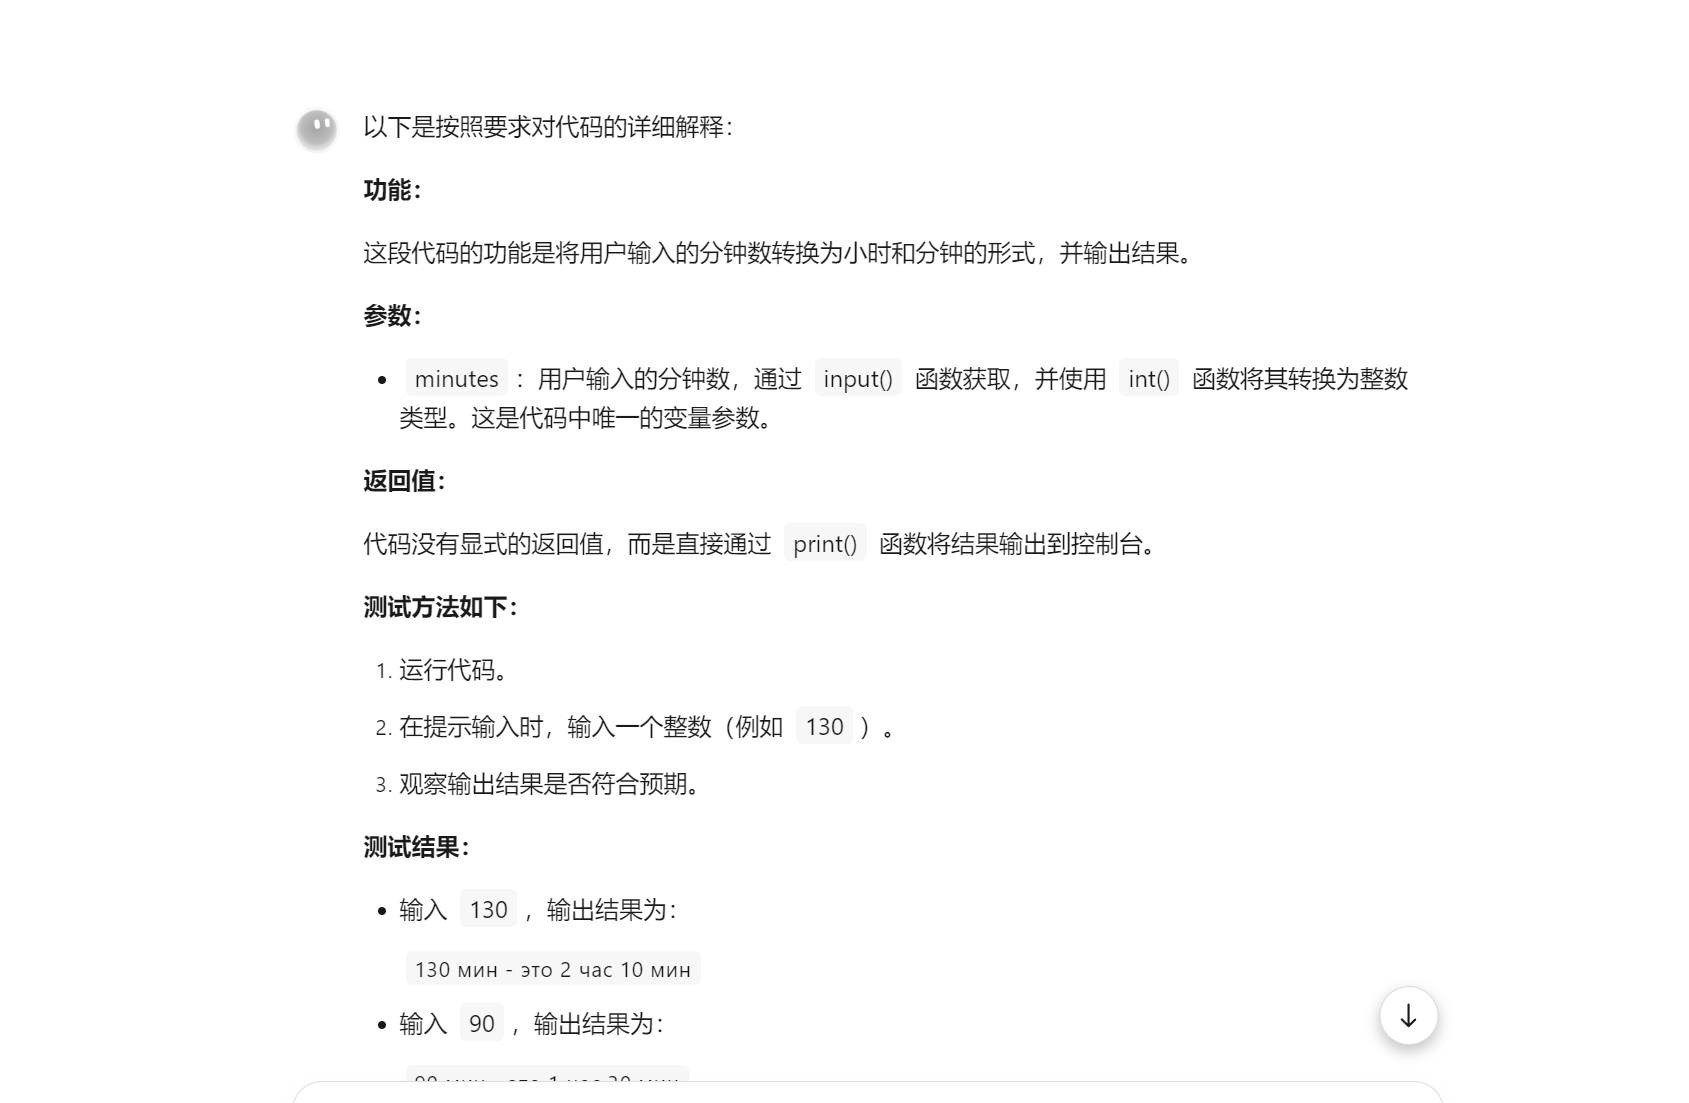 以下是按照要求对代码的详细解释：
功能：
这段代码的功能是将用户输入的分钟数转换为小时和分钟的形式，并输出结果。
参数：
• minutes ：用户输入的分钟数，通过 input() 函数获取，并使用 int() 函数将其转换为整数
类型。这是代码中唯一的变量参数。
返回值：
代码没有显式的返回值，而是直接通过 print() 函数将结果输出到控制台。
测试方法如下：
1. 运行代码。
2. 在提示输入时，输入一个整数（例如 130 ）。
3. 观察输出结果是否符合预期。
测试结果：
• 输入 130 ，输出结果为：
130 мин - это 2 час 10 мин
• 输入 90 ，输出结果为：
90 мин - это 1 час 30 мин